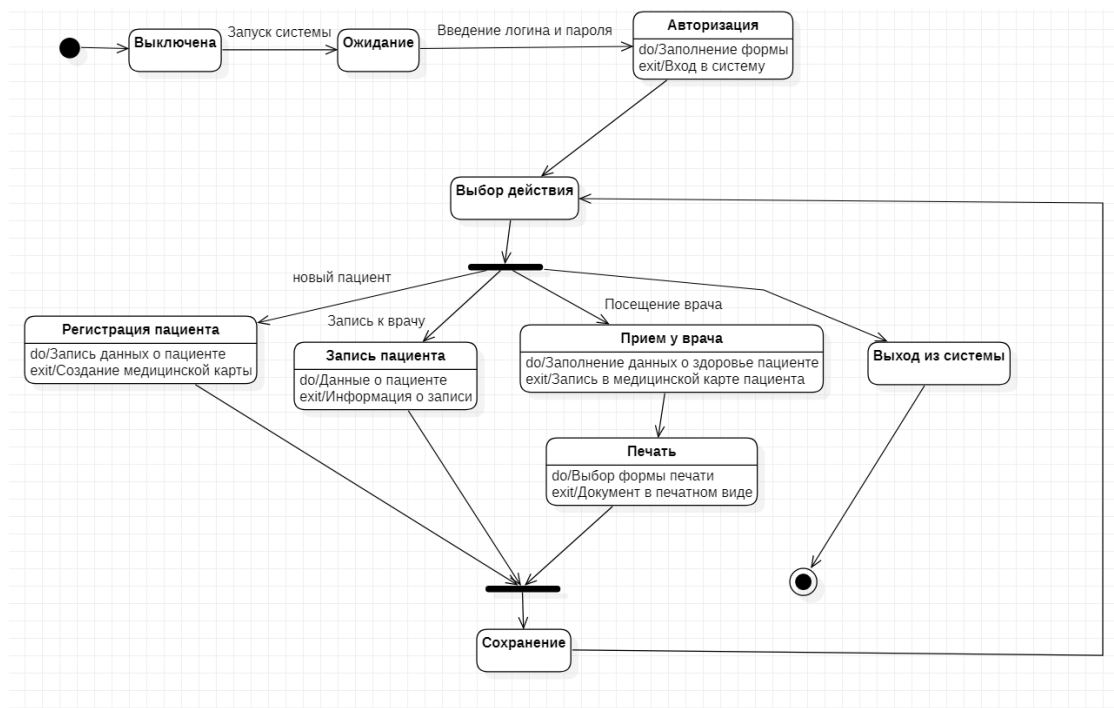 Выключена
Запуск системы
Ожидание
Введение логина и пароля
Авторизация
do/Заполнение формы
exit/Вход в систему
Выбор действия
новый пациент
Запись к врачу
Посещение врача
Регистрация пациента
do/Запись данных о пациенте
exit/Создание медицинской карты
Запись пациента
do/Данные о пациенте
exit/Информация о записи
Прием у врача
do/Заполнение данных о здоровье пациенте
exit/Запись в медицинской карте пациента
Выход из системы
Печать
do/Выбор формы печати
exit/Документ в печатном виде
Сохранение